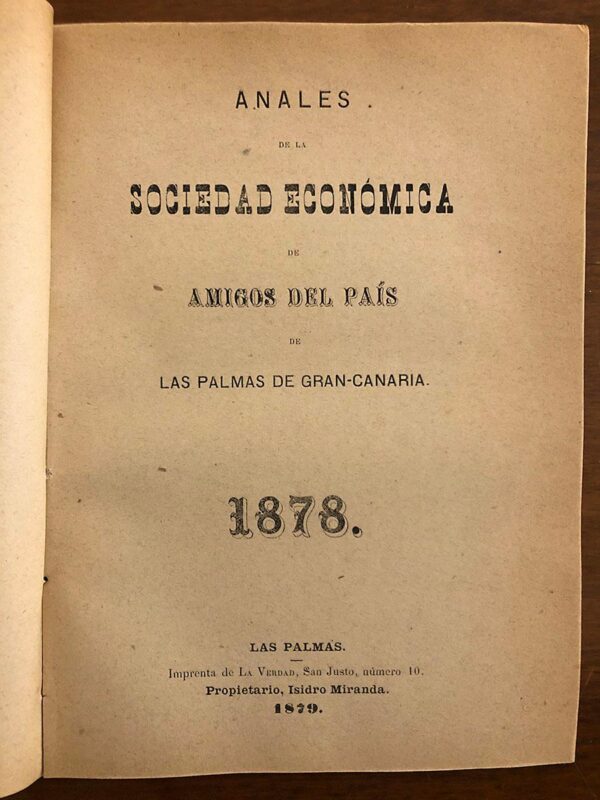 ANALES.
DE LA
SOCIEDAD ECONÓMICA
DE
AMIGOS DEL PAÍS
DE
LAS PALMAS DE GRAN-CANARIA.
1878.
LAS PALMAS.
Imprenta de LA VERDAD, San Justo, número 10.
Propietario, Isidro Miranda.
1879.